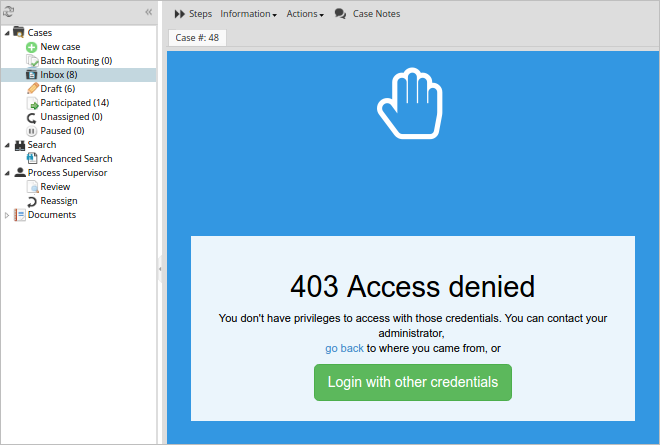 Steps Information Actions Case Notes
Case #: 48
Cases
New case
Batch Routing (0)
Inbox (8)
Draft (6)
Participated (14)
Unassigned (0)
Paused (0)
Search
Advanced Search
Process Supervisor
Review
Reassign
Documents
403 Access denied
You don't have privileges to access with those credentials. You can contact your
administrator,
go back to where you came from, or
Login with other credentials